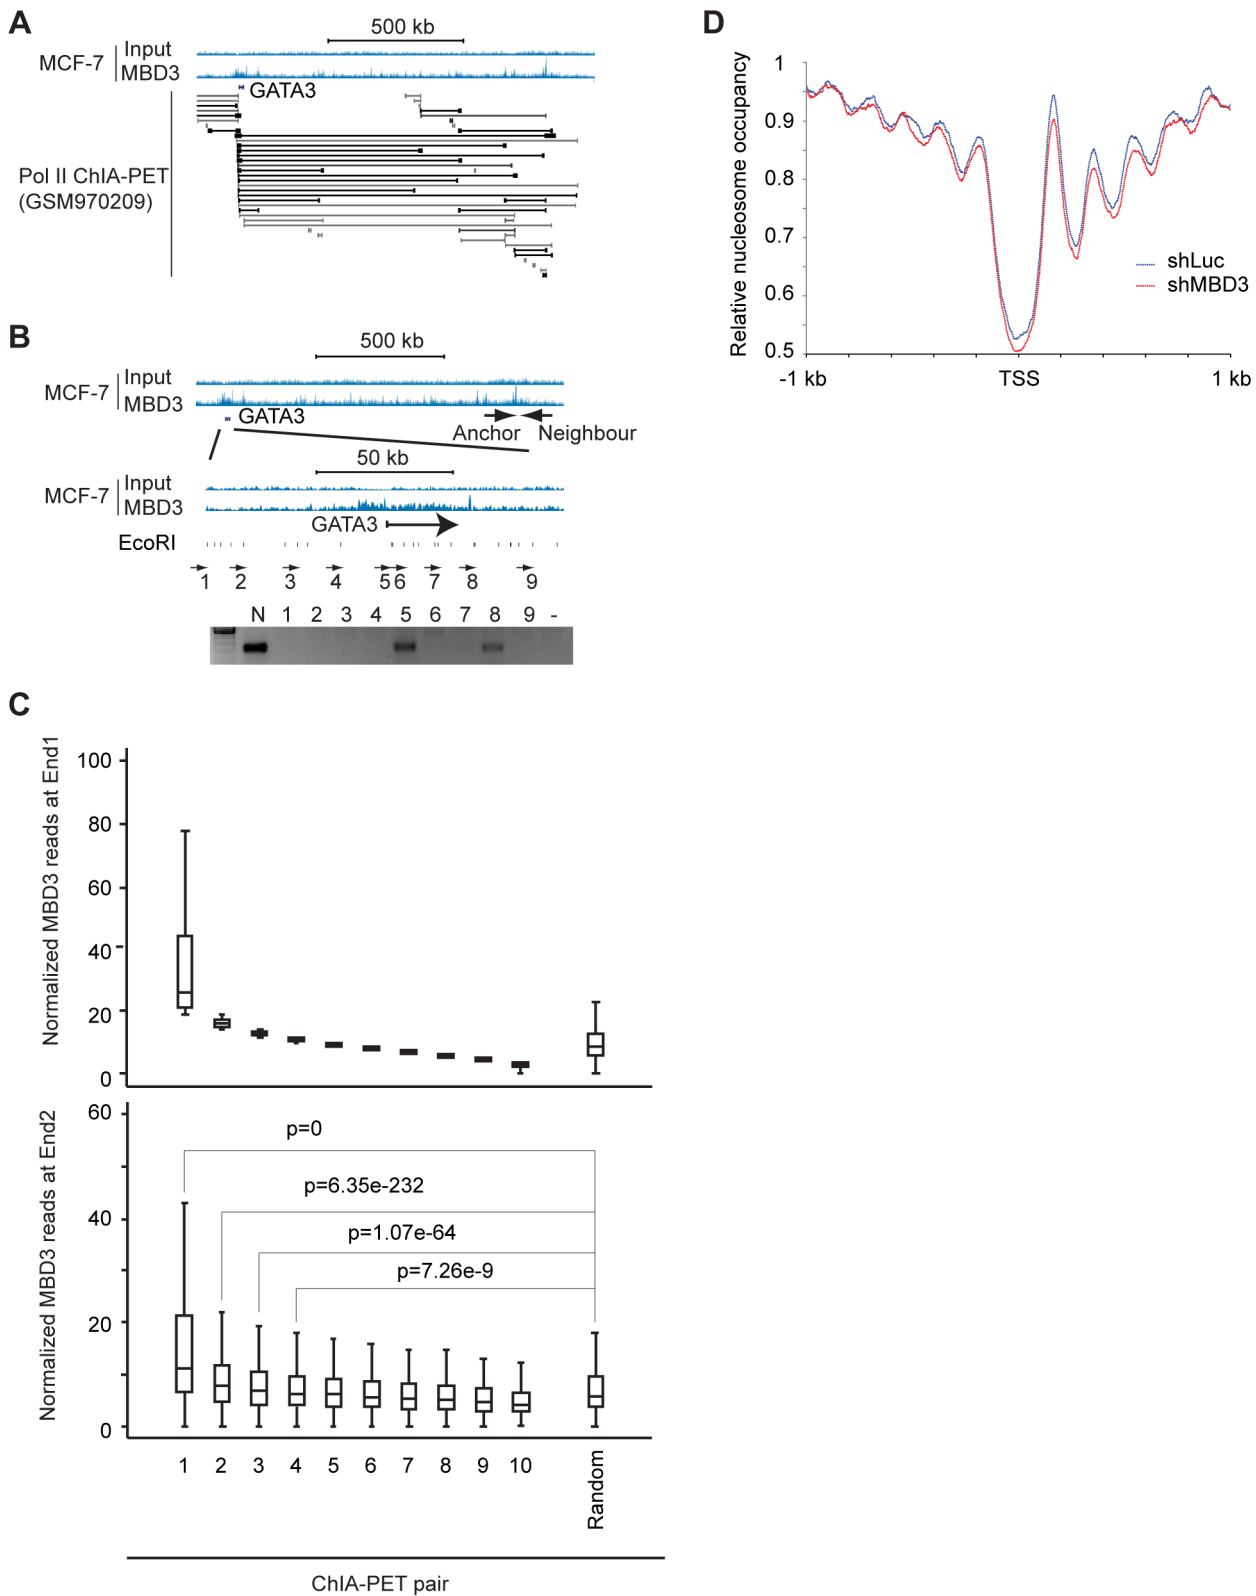 A
500 kb
MCF-7
Input
MBD3
GATA3
Pol II ChIA-PET
(GSM970209)
B
500 kb
MCF-7
Input
MBD3
GATA3
Anchor
Neighbour
50 kb
MCF-7
Input
MBD3
GATA3
EcoRI
1 2 3 4 5 6 7 8 9
N 1 2 3 4 5 6 7 8 9 -
C
Normalized MBD3 reads at End1
100
80
60
40
20
0
Normalized MBD3 reads at End2
60
40
20
0
p=0
p=6.35e-232
p=1.07e-64
p=7.26e-9
1 2 3 4 5 6 7 8 9 10 Random
ChIA-PET pair
D
Relative nucleosome occupancy
1
0.9
0.8
0.7
0.6
0.5
shLuc
shMBD3
-1 kb TSS 1 kb